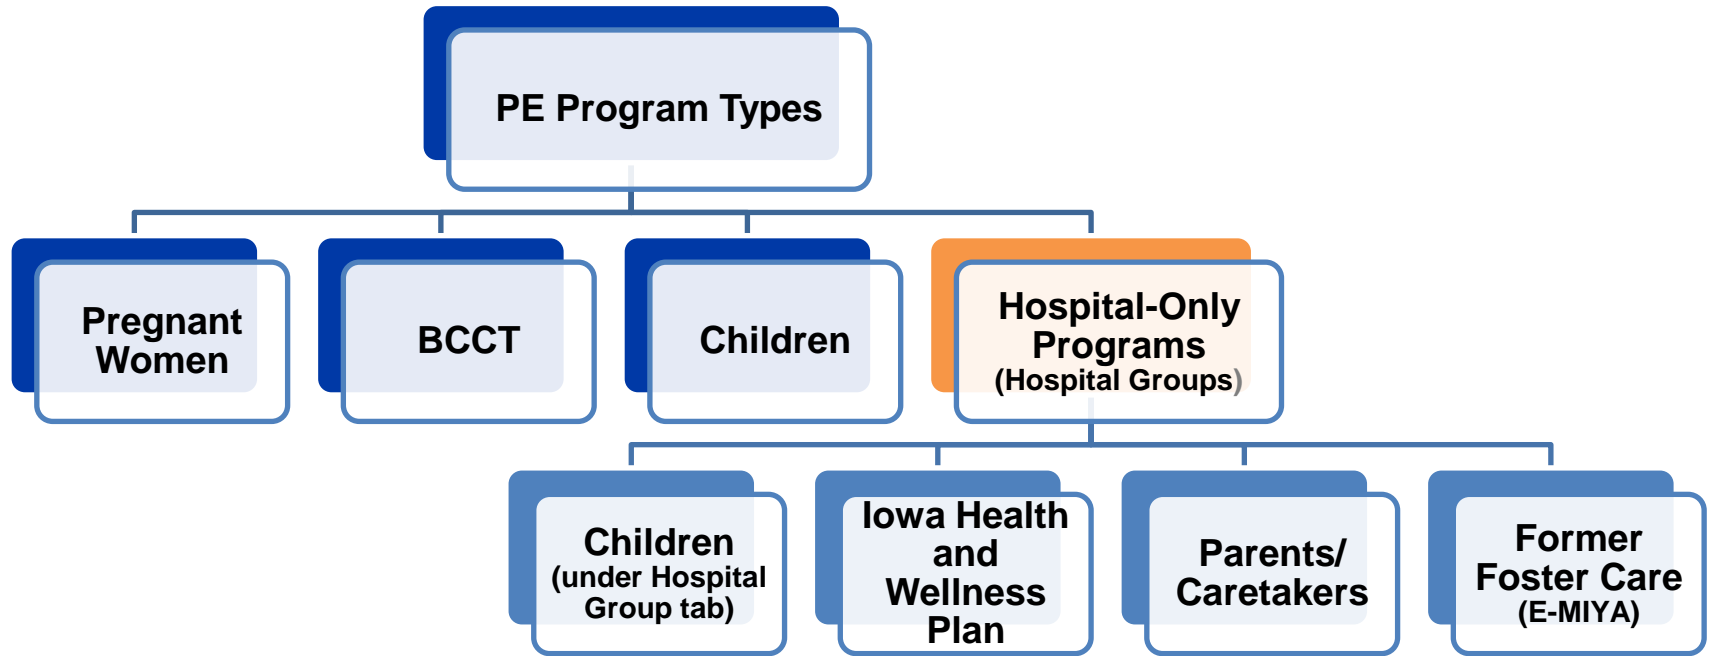 PE Program Types
Pregnant
Women
BCCT
Children
Hospital-Only
Programs
(Hospital Groups)
Children
(under Hospital
Group tab)
Iowa Health
and
Wellness
Plan
Parents/
Caretakers
Former
Foster Care
(E-MIYA)